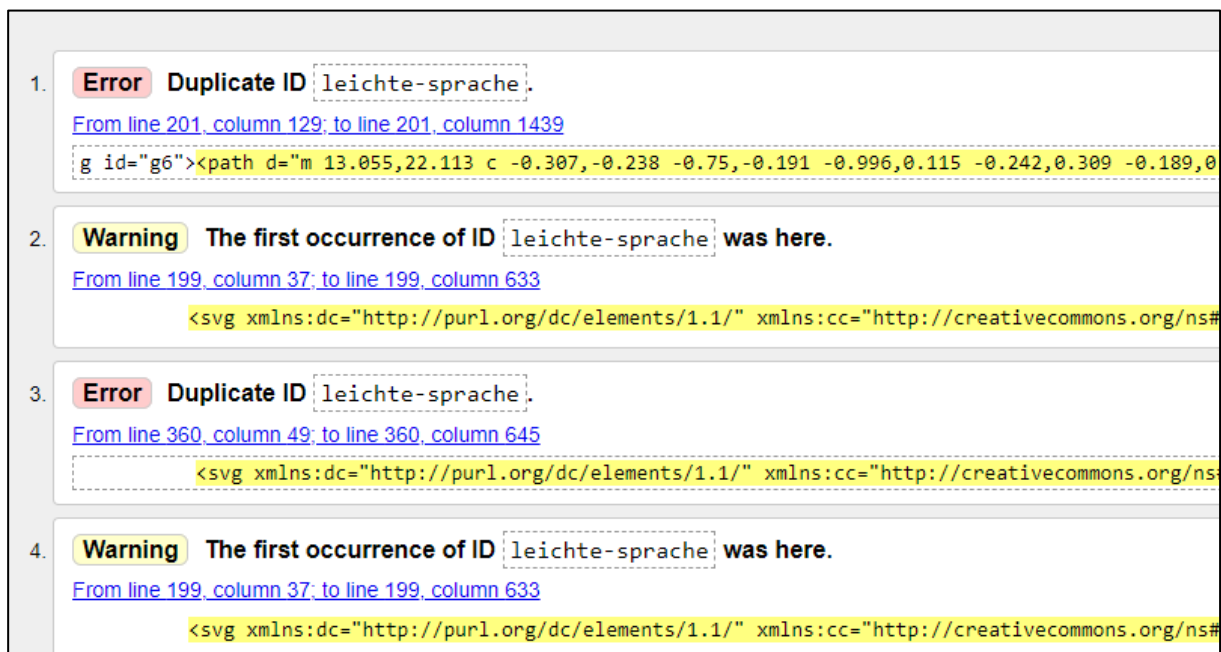 1. Error Duplicate ID leichte-sprache.
From line 201, column 129; to line 201, column 1439
g id="g6"><path d="m 13.055,22.113 c -0.307,-0.238 -0.75,-0.191 -0.996,0.115 -0.242,0.309 -0.189,0
2. Warning The first occurrence of ID leichte-sprache was here.
From line 199, column 37; to line 199, column 633
<svg xmlns:dc="http://purl.org/dc/elements/1.1/" xmlns:cc="http://creativecommons.org/ns#
3. Error Duplicate ID leichte-sprache.
From line 360, column 49; to line 360, column 645
<svg xmlns:dc="http://purl.org/dc/elements/1.1/" xmlns:cc="http://creativecommons.org/ns#
4. Warning The first occurrence of ID leichte-sprache was here.
From line 199, column 37; to line 199, column 633
<svg xmlns:dc="http://purl.org/dc/elements/1.1/" xmlns:cc="http://creativecommons.org/ns#